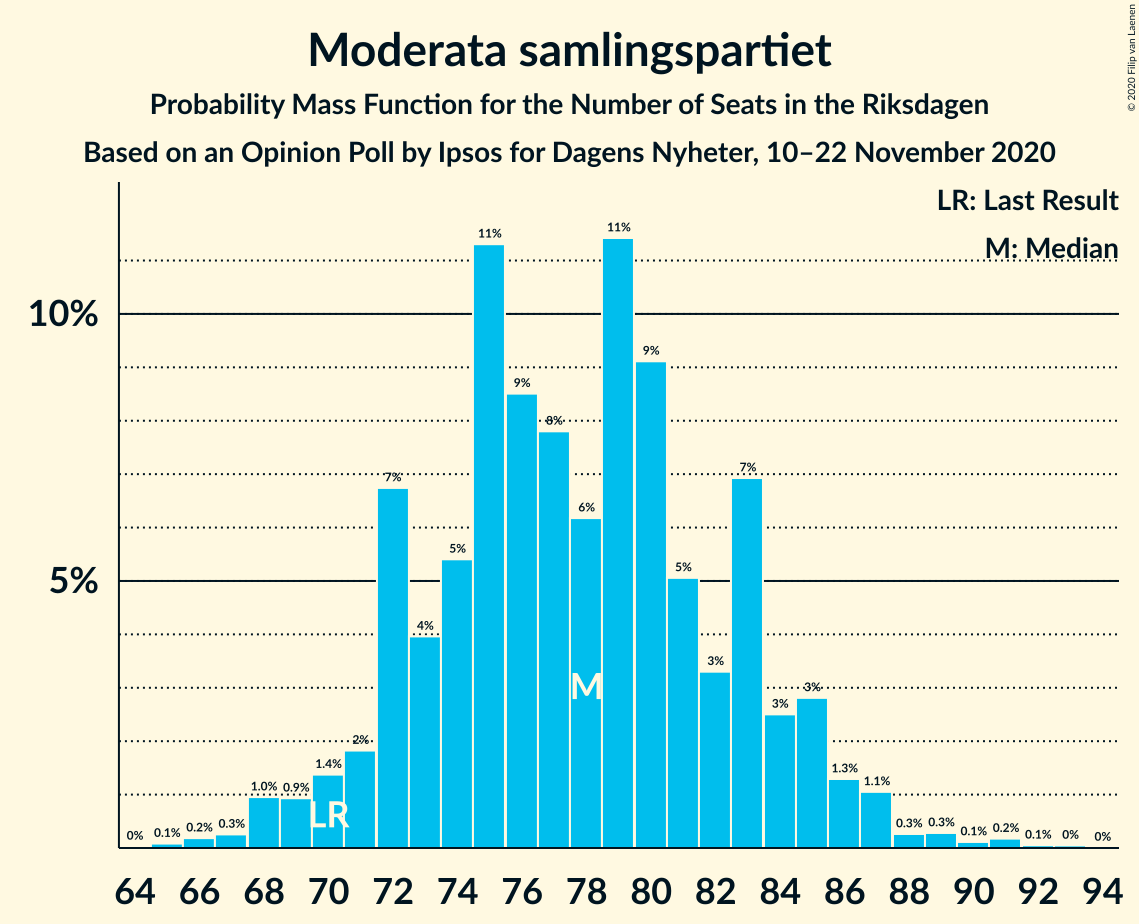 Moderata samlingspartiet
Probability Mass Function for the Number of Seats in the Riksdagen
Based on an Opinion Poll by Ipsos for Dagens Nyheter, 10–22 November 2020
© 2020 Filip van Laenen
LR: Last Result
M: Median
10%
5%
0% 0.1% 0.2% 0.3% 1.0% 0.9% 1.4% 2% 7% 4% 5% 11% 9% 8% 6% 11% 9% 5% 3% 7% 3% 3% 1.3% 1.1% 0.3% 0.3% 0.1% 0.2% 0.1% 0% 0%
LR
M
64 66 68 70 72 74 76 78 80 82 84 86 88 90 92 94